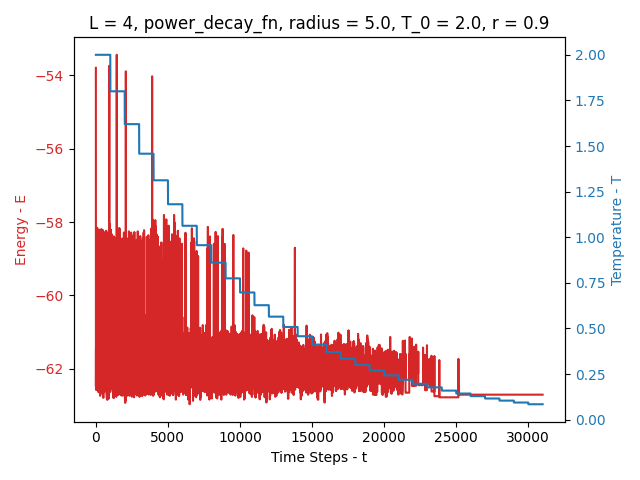 L = 4, power_decay_fn, radius = 5.0, T_0 = 2.0, r = 0.9
−54
−56
−58
−60
−62
Energy - E
2.00
1.75
1.50
1.25
1.00
0.75
0.50
0.25
0.00
Temperature - T
0 5000 10000 15000 20000 25000 30000
Time Steps - t